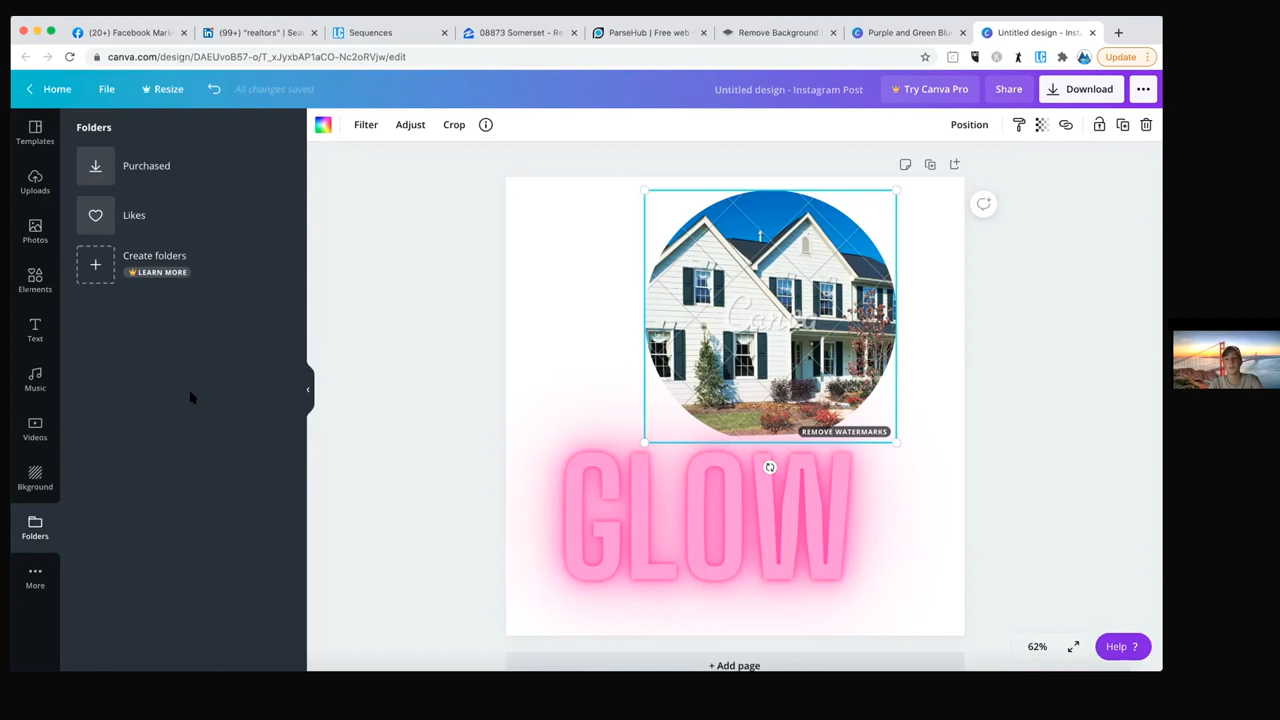 (20+) Facebook Mark
(99+) "realtors" | Sea
Sequences
08873 Somerset - Re
ParseHub | Free web
Remove Background
Purple and Green Blu
Untitled design - Inst
canva.com/design/DAEUvoB57-o/T_xJyxbAP1aCO-Nc2oRVjw/edit
Update
Home
File
Resize
All changes saved
Untitled design - Instagram Post
Try Canva Pro
Share
Download
Templates
Uploads
Photos
Elements
Text
Music
Videos
Bkground
Folders
More
Folders
Purchased
Likes
Create folders
LEARN MORE
Filter
Adjust
Crop
Position
Canva
REMOVE WATERMARKS
GLOW
+ Add page
62%
Help ?